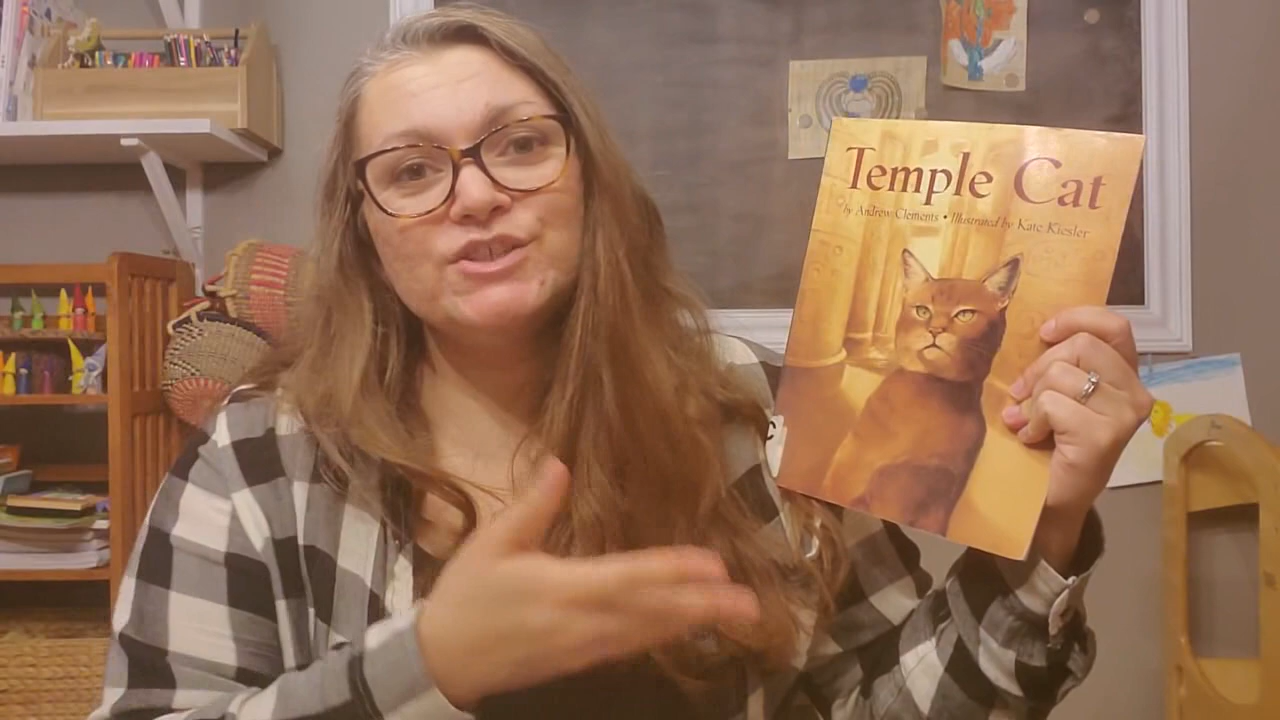 Temple Cat
by Andrew Clements • Illustrated by Kate Kiesler
C